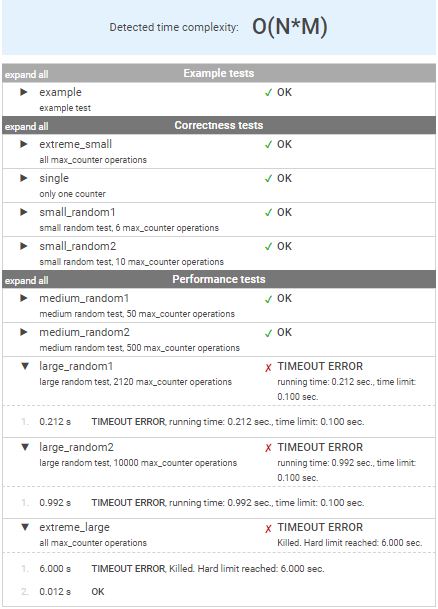 Detected time complexity: O(N*M)
expand all Example tests
▶ example ✓ OK
example test
expand all Correctness tests
▶ extreme_small ✓ OK
all max_counter operations
▶ single ✓ OK
only one counter
▶ small_random1 ✓ OK
small random test, 6 max_counter operations
▶ small_random2 ✓ OK
small random test, 10 max_counter operations
expand all Performance tests
▶ medium_random1 ✓ OK
medium random test, 50 max_counter operations
▶ medium_random2 ✓ OK
medium random test, 500 max_counter operations
▼ large_random1 ✗ TIMEOUT ERROR
large random test, 2120 max_counter operations running time: 0.212 sec., time limit:
0.100 sec.
1. 0.212 s TIMEOUT ERROR, running time: 0.212 sec., time limit: 0.100 sec.
▼ large_random2 ✗ TIMEOUT ERROR
large random test, 10000 max_counter operations running time: 0.992 sec., time limit:
0.100 sec.
1. 0.992 s TIMEOUT ERROR, running time: 0.992 sec., time limit: 0.100 sec.
▼ extreme_large ✗ TIMEOUT ERROR
all max_counter operations Killed. Hard limit reached: 6.000 sec.
1. 6.000 s TIMEOUT ERROR, Killed. Hard limit reached: 6.000 sec.
2. 0.012 s OK